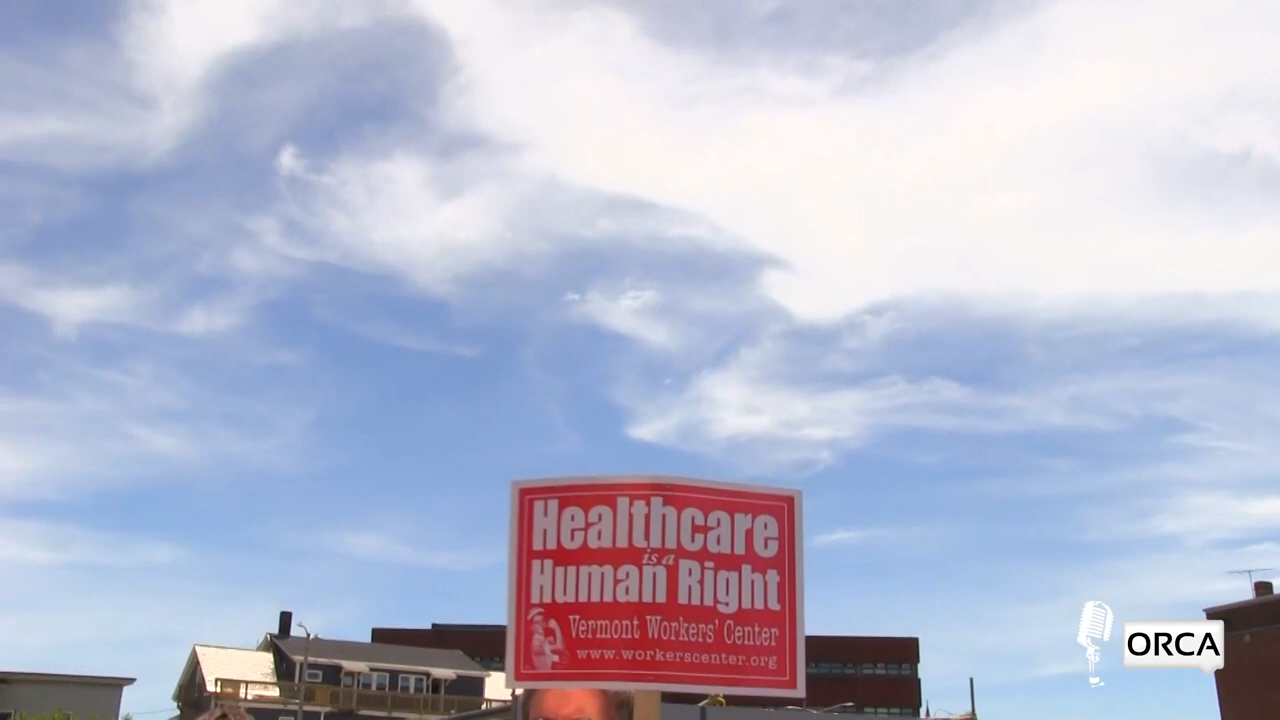 Healthcare
is a
Human Right
Vermont Workers' Center
www.workerscenter.org
ORCA